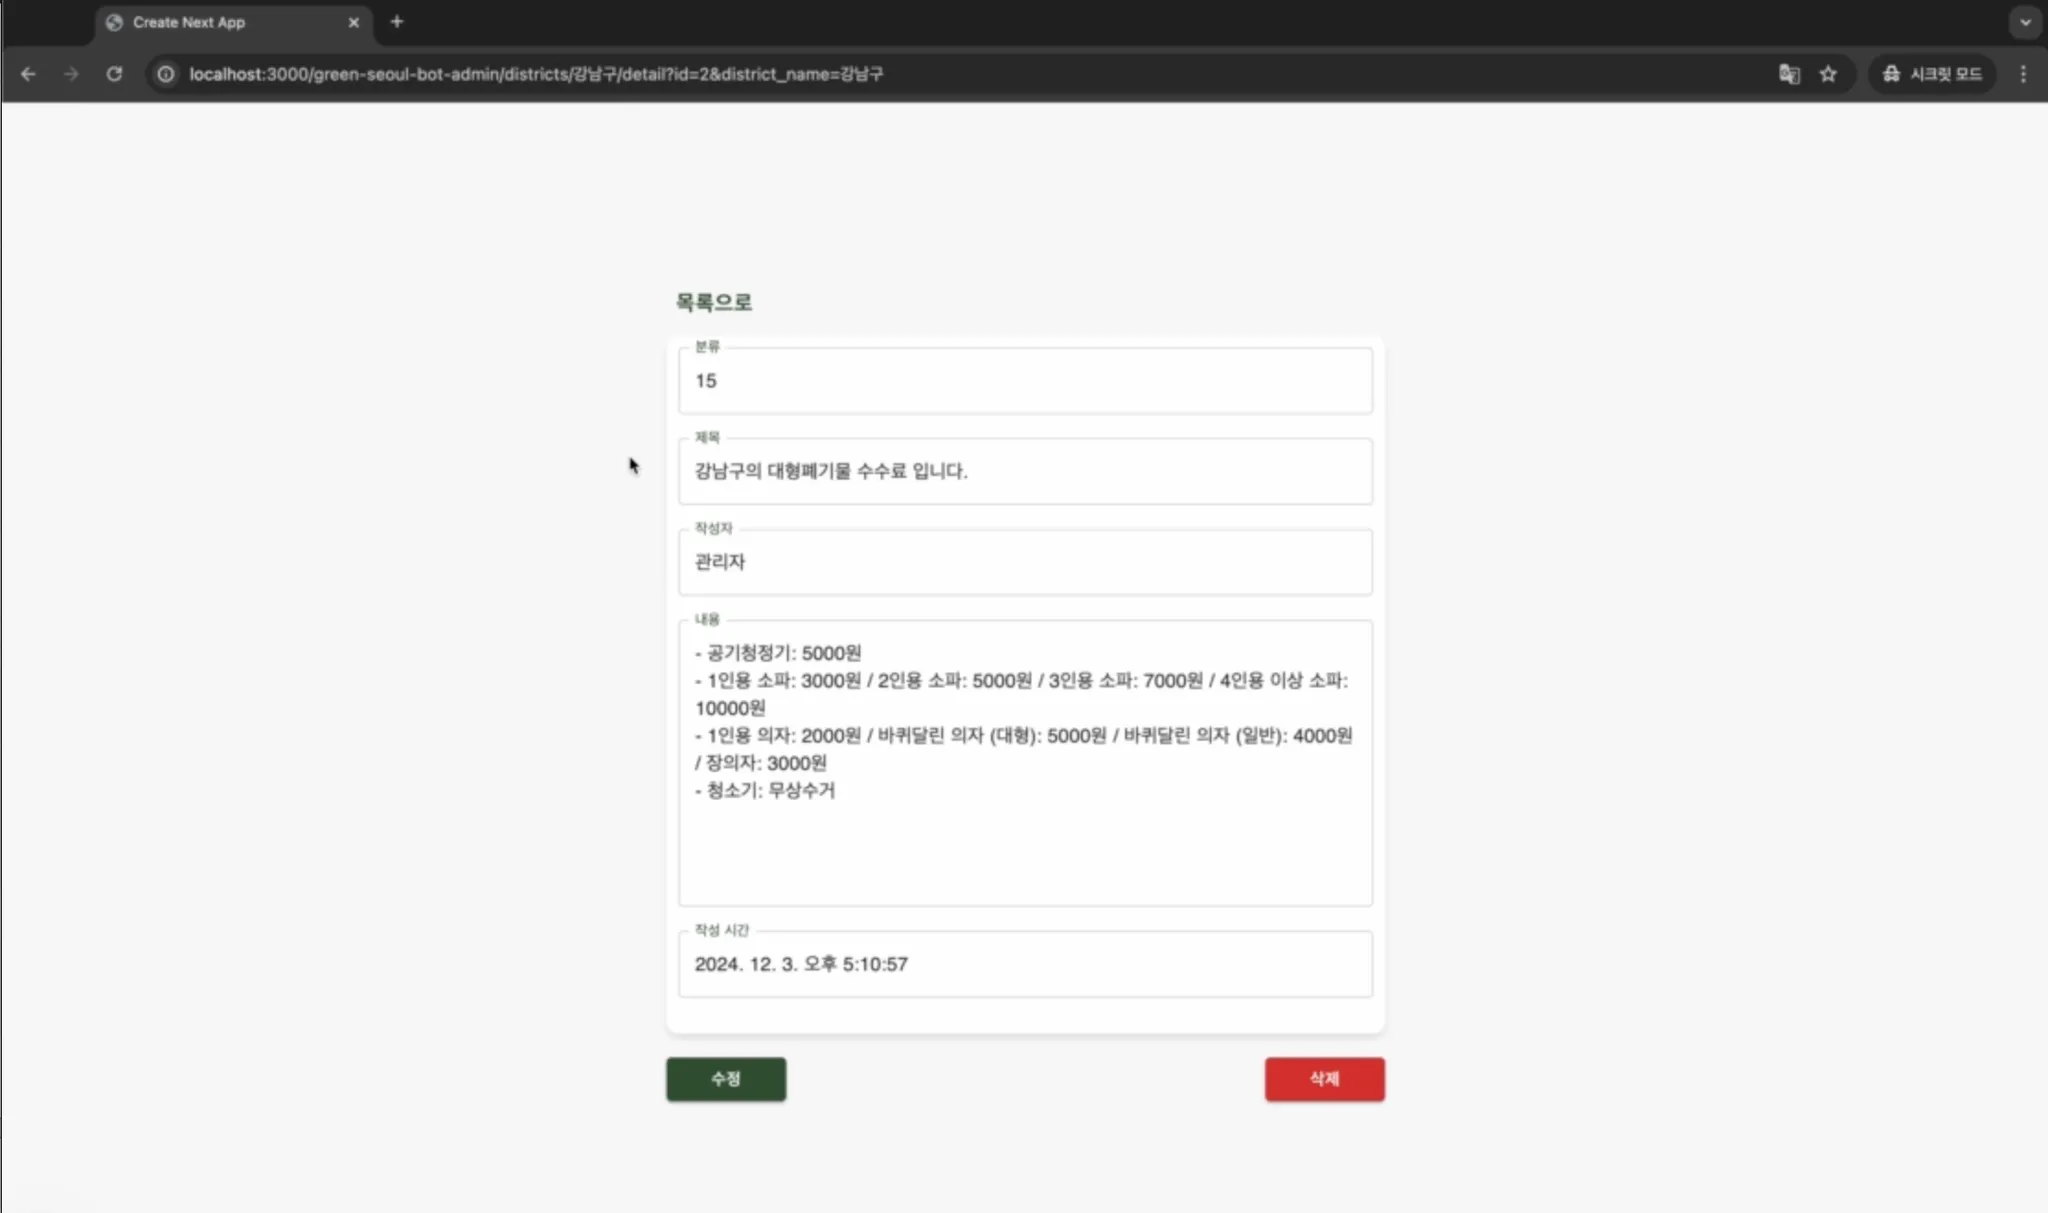 Create Next App
localhost:3000/green-seoul-bot-admin/districts/강남구/detail?id=2&district_name=강남구
시크릿 모드
목록으로
분류
15
제목
강남구의 대형폐기물 수수료 입니다.
작성자
관리자
내용
- 공기청정기: 5000원
- 1인용 소파: 3000원 / 2인용 소파: 5000원 / 3인용 소파: 7000원 / 4인용 이상 소파:
10000원
- 1인용 의자: 2000원 / 바퀴달린 의자 (대형): 5000원 / 바퀴달린 의자 (일반): 4000원
/ 장의자: 3000원
- 청소기: 무상수거
작성 시간
2024. 12. 3. 오후 5:10:57
수정
삭제